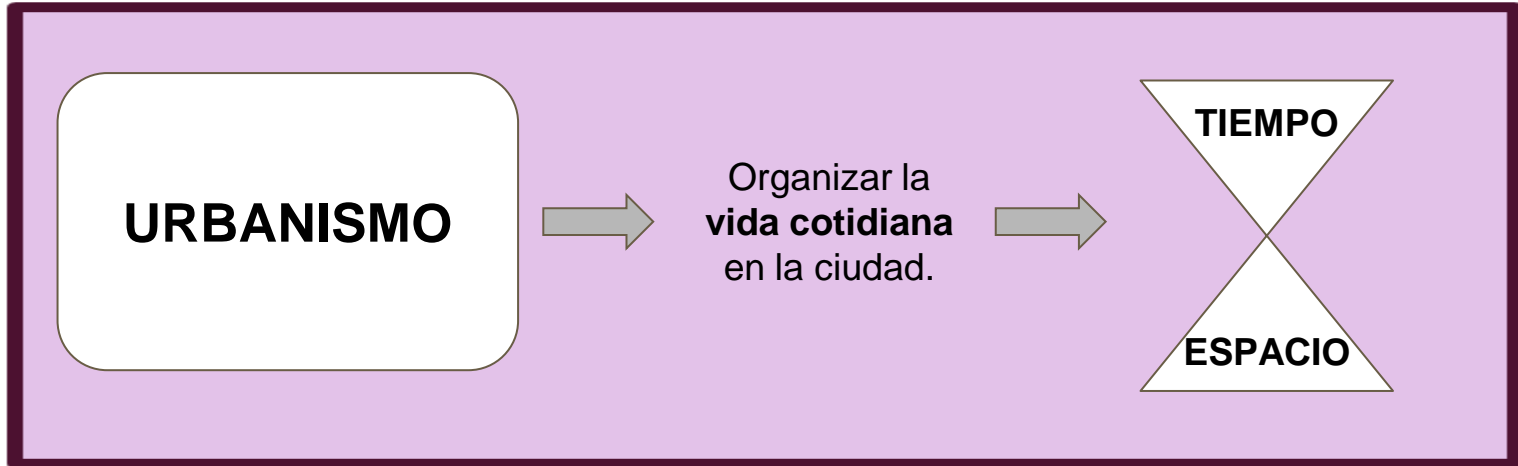 URBANISMO
Organizar la
vida cotidiana
en la ciudad.
TIEMPO
ESPACIO